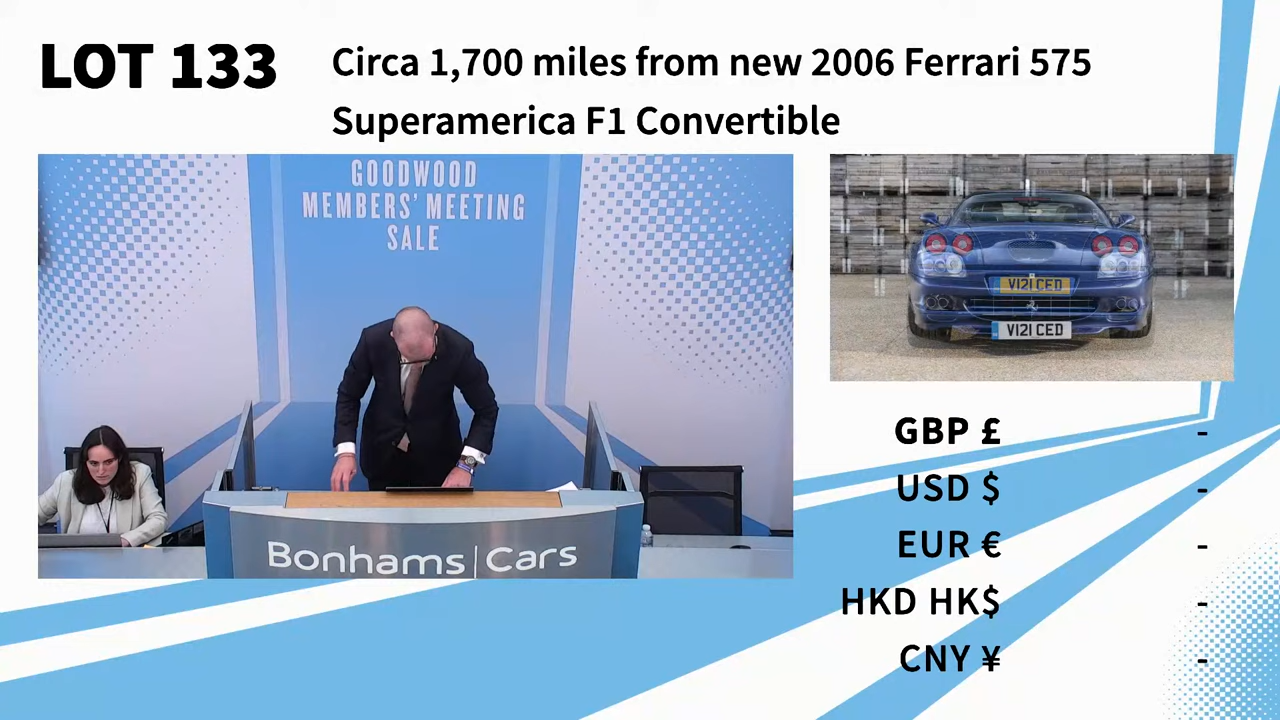 LOT 133
Circa 1,700 miles from new 2006 Ferrari 575
Superamerica F1 Convertible
GOODWOOD
MEMBERS' MEETING
SALE
Bonhams|Cars
V121 CED
V121 CED
GBP £ -
USD $ -
EUR € -
HKD HK$ -
CNY ¥ -